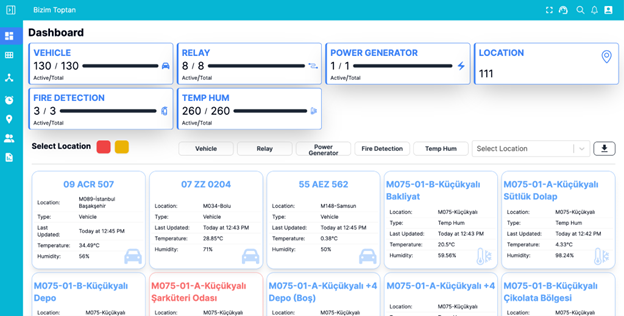 Bizim Toptan
Dashboard
VEHICLE
130 / 130
Active/Total
RELAY
8 / 8
Active/Total
POWER GENERATOR
1 / 1
Active/Total
LOCATION
111
FIRE DETECTION
3 / 3
Active/Total
TEMP HUM
260 / 260
Active/Total
Select Location
Vehicle
Relay
Power
Generator
Fire Detection
Temp Hum
Select Location
09 ACR 507
Location: M089-İstanbul
Başakşehir
Type: Vehicle
Last
Updated: Today at 12:45 PM
Temperature: 34.49°C
Humidity: 56%
07 ZZ 0204
Location: M034-Bolu
Type: Vehicle
Last Updated: Today at 12:43 PM
Temperature: 28.85°C
Humidity: 71%
55 AEZ 562
Location: M148-Samsun
Type: Vehicle
Last Updated: Today at 12:45 PM
Temperature: 0.38°C
Humidity: 50%
M075-01-B-Küçükyalı
Bakliyat
Location: M075-Küçükyalı
Type: Temp Hum
Last Updated: Today at 12:43 PM
Temperature: 20.5°C
Humidity: 59.56%
M075-01-A-Küçükyalı
Sütlük Dolap
Location: M075-Küçükyalı
Type: Temp Hum
Last Updated: Today at 12:42 PM
Temperature: 4.33°C
Humidity: 98.24%
M075-01-B-Küçükyalı
Depo
Location: M075-Küçükyalı
M075-01-A-Küçükyalı
Şarküteri Odası
Location: M075-Küçükyalı
M075-01-A-Küçükyalı +4
Depo (Boş)
Location: M075-Küçükyalı
M075-01-A-Küçükyalı +4
Location: M075-Küçükyalı
M075-01-B-Küçükyalı
Çikolata Bölgesi
Location: M075-Küçükyalı